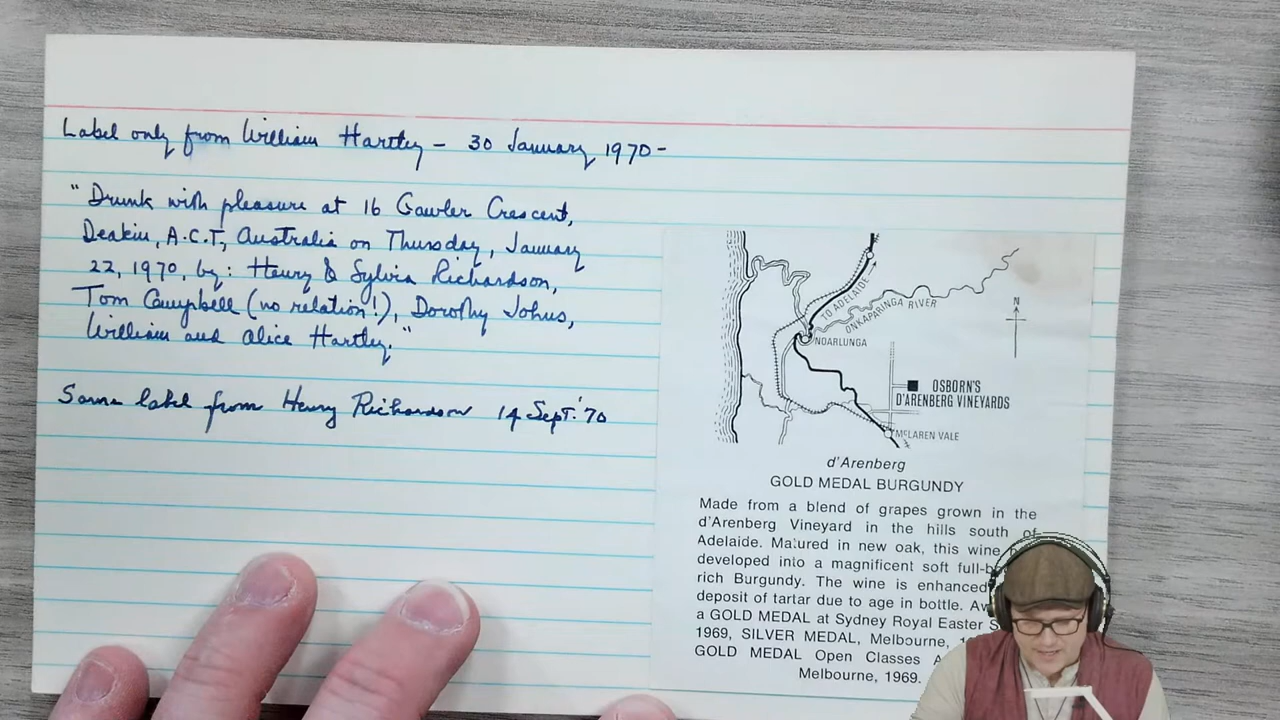 Label only from William Hartley – 30 January 1970 –
"Drunk with pleasure at 16 Gawler Crescent,
Deakin, A.C.T, Australia on Thursday, January
22, 1970, by: Henry & Sylvia Richardson,
Tom Campbell (no relation!), Dorothy Johns,
William and Alice Hartley."
Same label from Henry Richardson 14 Sept. '70
TO ADELAIDE
ONKAPARINGA RIVER
N
NOARLUNGA
OSBORN'S
D'ARENBERG VINEYARDS
McLAREN VALE
d'Arenberg
GOLD MEDAL BURGUNDY
Made from a blend of grapes grown in the
d'Arenberg Vineyard in the hills south of
Adelaide. Matured in new oak, this wine
developed into a magnificent soft
rich Burgundy. The wine is enhanced
deposit of tartar due to age in bottle.
a GOLD MEDAL at Sydney Royal Easter
1969, SILVER MEDAL, Melbourne,
GOLD MEDAL Open Classes
Melbourne, 1969.